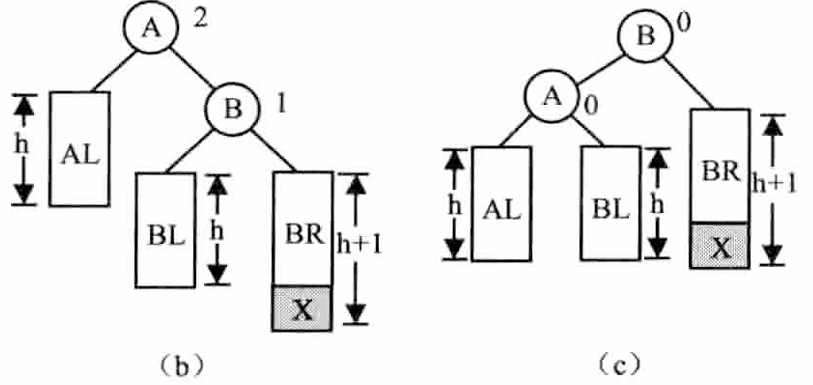 A 2
B 1
h AL
BL h
BR h+1
X
(b)
B 0
A 0
h AL
BL h
BR h+1
X
(c)